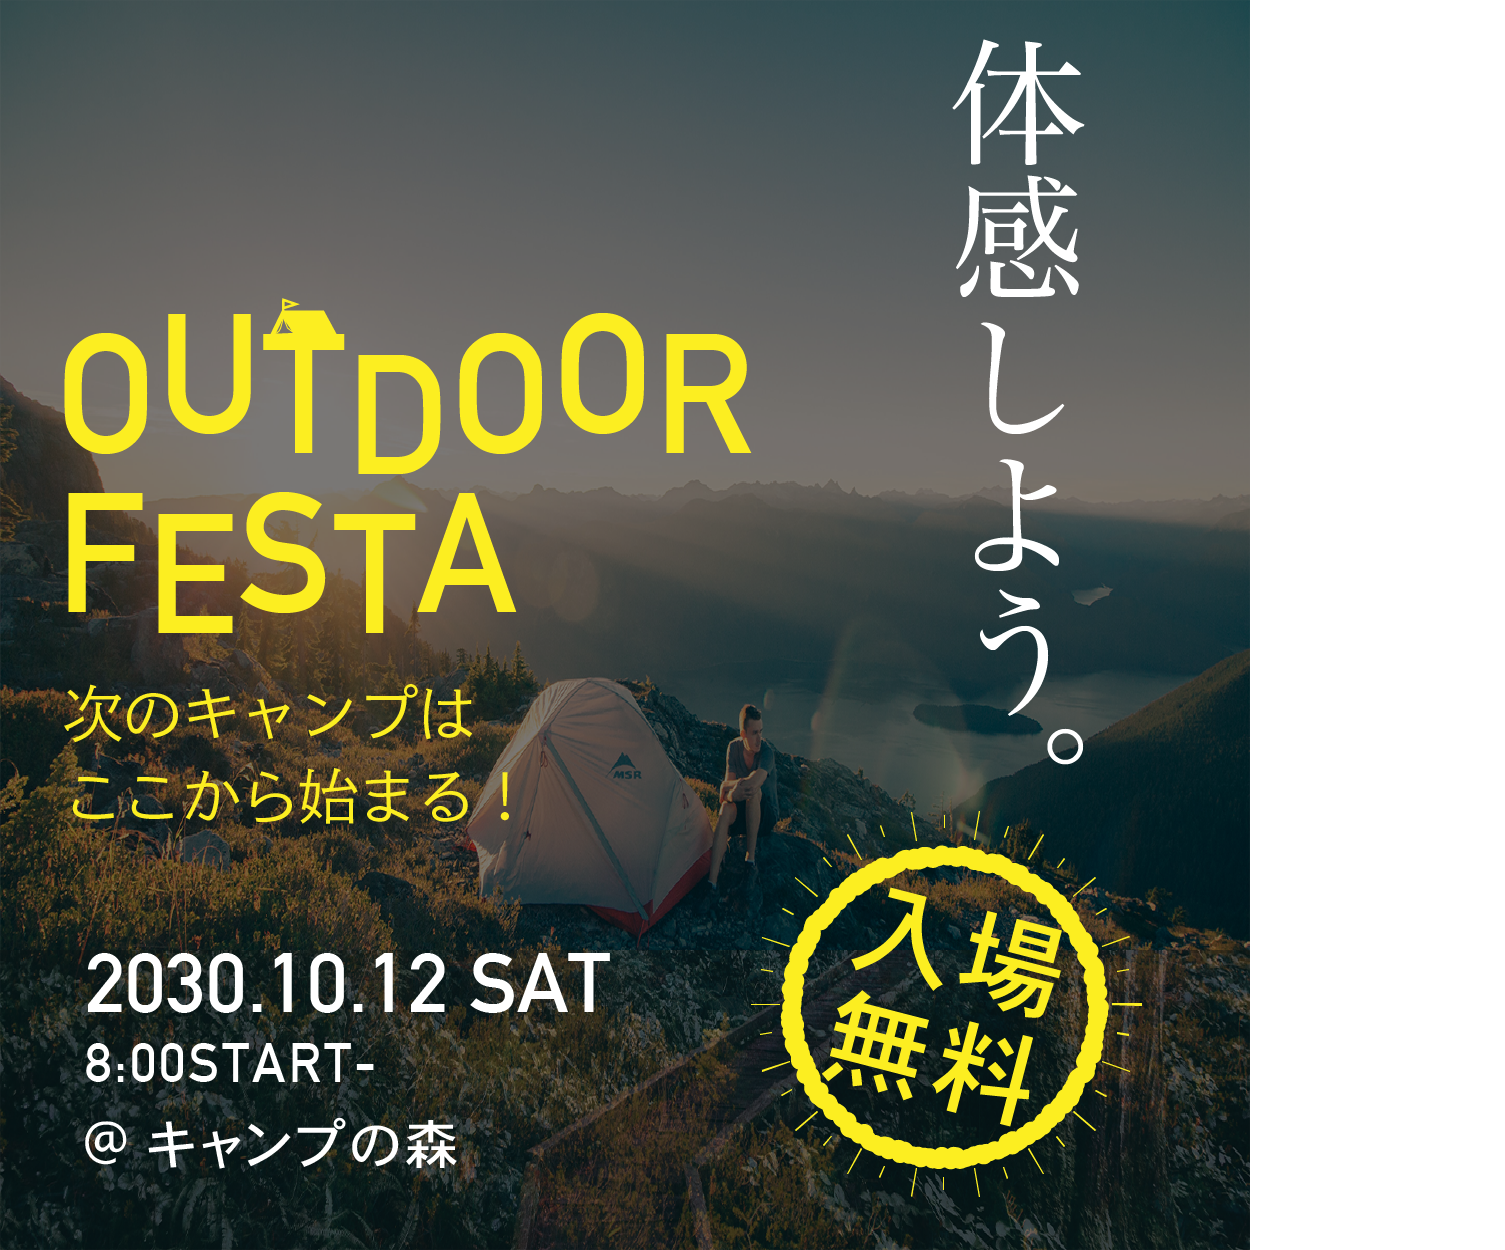 体感しよう。
OUTDOOR
FESTA
次のキャンプは
ここから始まる！
MSR
2030.10.12 SAT
8:00START-
@ キャンプの森
入場
無料